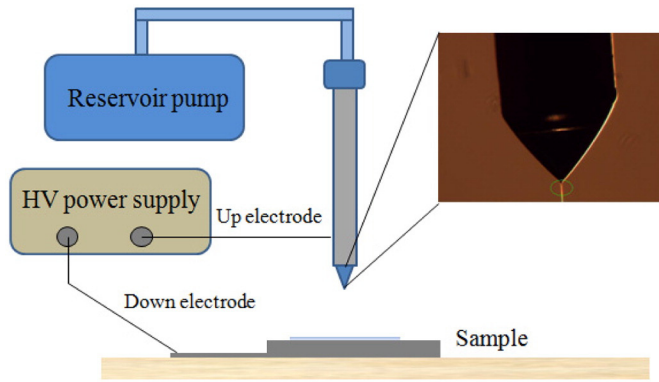 Reservoir pump
HV power supply
Up electrode
Down electrode
Sample